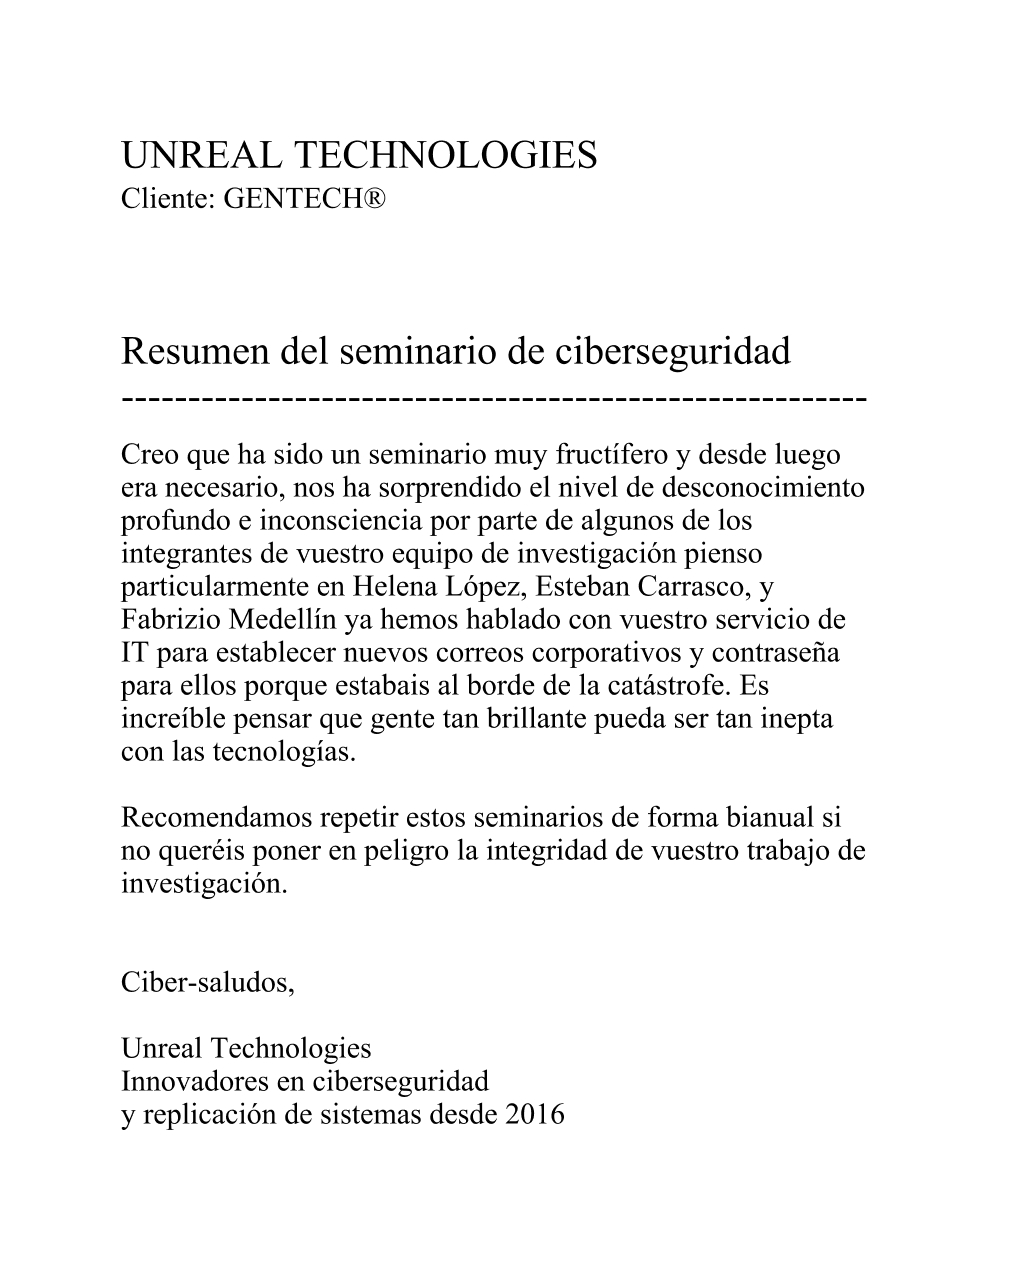 UNREAL TECHNOLOGIES
Cliente: GENTECH®
Resumen del seminario de ciberseguridad
--------------------------------------------------------
Creo que ha sido un seminario muy fructífero y desde luego
era necesario, nos ha sorprendido el nivel de desconocimiento
profundo e inconsciencia por parte de algunos de los
integrantes de vuestro equipo de investigación pienso
particularmente en Helena López, Esteban Carrasco, y
Fabrizio Medellín ya hemos hablado con vuestro servicio de
IT para establecer nuevos correos corporativos y contraseña
para ellos porque estabais al borde de la catástrofe. Es
increíble pensar que gente tan brillante pueda ser tan inepta
con las tecnologías.
Recomendamos repetir estos seminarios de forma bianual si
no queréis poner en peligro la integridad de vuestro trabajo de
investigación.
Ciber-saludos,
Unreal Technologies
Innovadores en ciberseguridad
y replicación de sistemas desde 2016